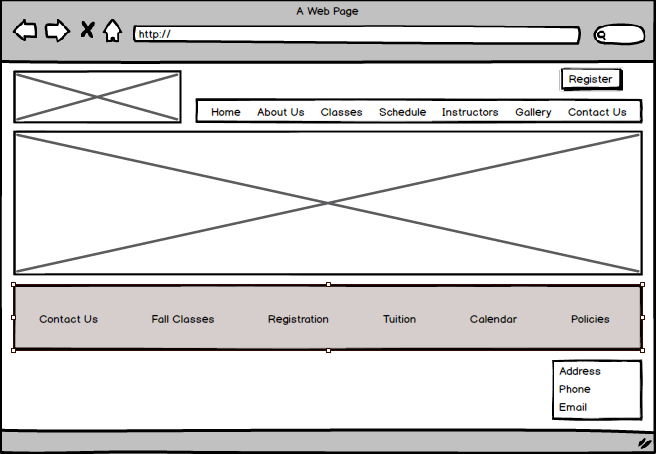 A Web Page
http://
Register
Home About Us Classes Schedule Instructors Gallery Contact Us
Contact Us Fall Classes Registration Tuition Calendar Policies
Address
Phone
Email